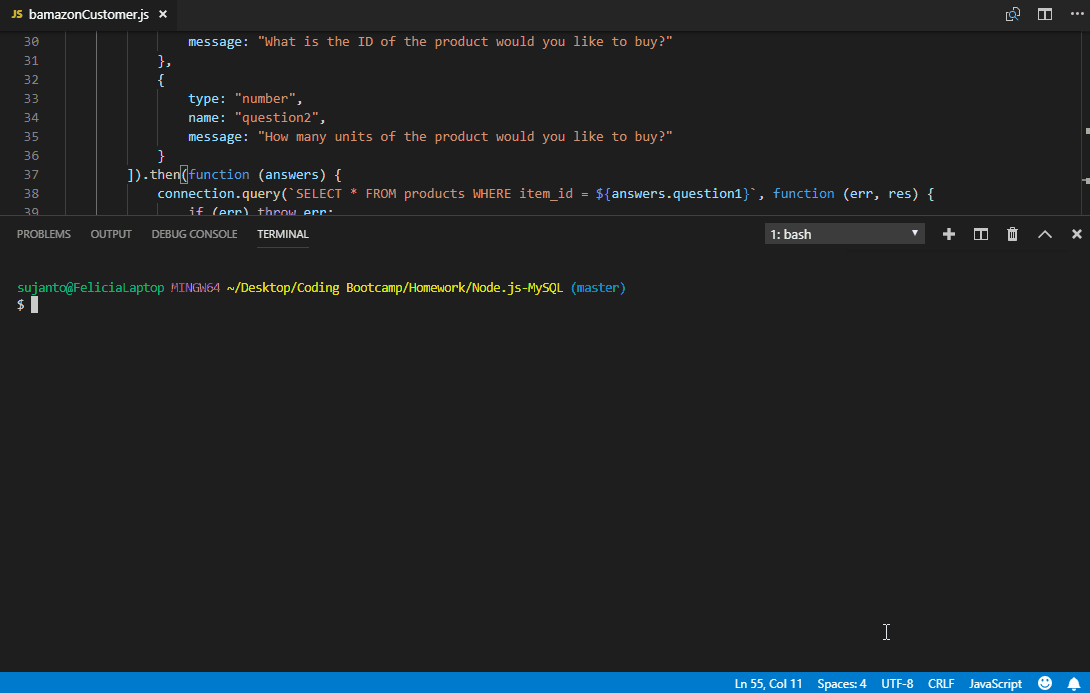 JS bamazonCustomer.js ×
30 message: "What is the ID of the product would you like to buy?"
31 },
32 {
33 type: "number",
34 name: "question2",
35 message: "How many units of the product would you like to buy?"
36 }
37 ]).then(function (answers) {
38 connection.query(`SELECT * FROM products WHERE item_id = ${answers.question1}`, function (err, res) {
39 if (err) throw err;
PROBLEMS OUTPUT DEBUG CONSOLE TERMINAL 1: bash
sujanto@FeliciaLaptop MINGW64 ~/Desktop/Coding Bootcamp/Homework/Node.js-MySQL (master)
$
Ln 55, Col 11 Spaces: 4 UTF-8 CRLF JavaScript